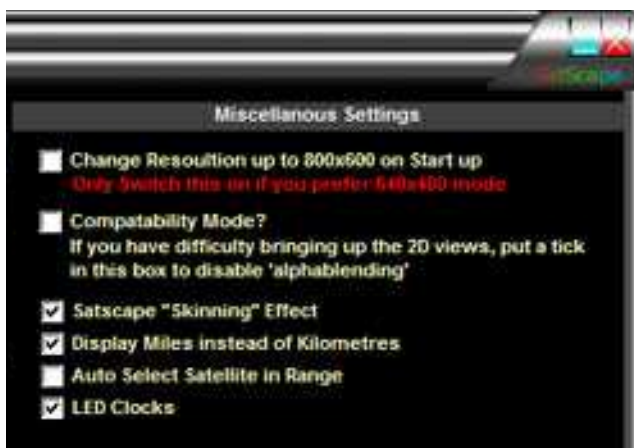 SatScape
Miscellanous Settings
Change Resoultion up to 800x600 on Start up
Only Switch this on if you prefer 640x480 mode
Compatability Mode?
If you have difficulty bringing up the 2D views, put a tick
in this box to disable 'alphablending'
Satscape "Skinning" Effect
Display Miles instead of Kilometres
Auto Select Satellite in Range
LED Clocks